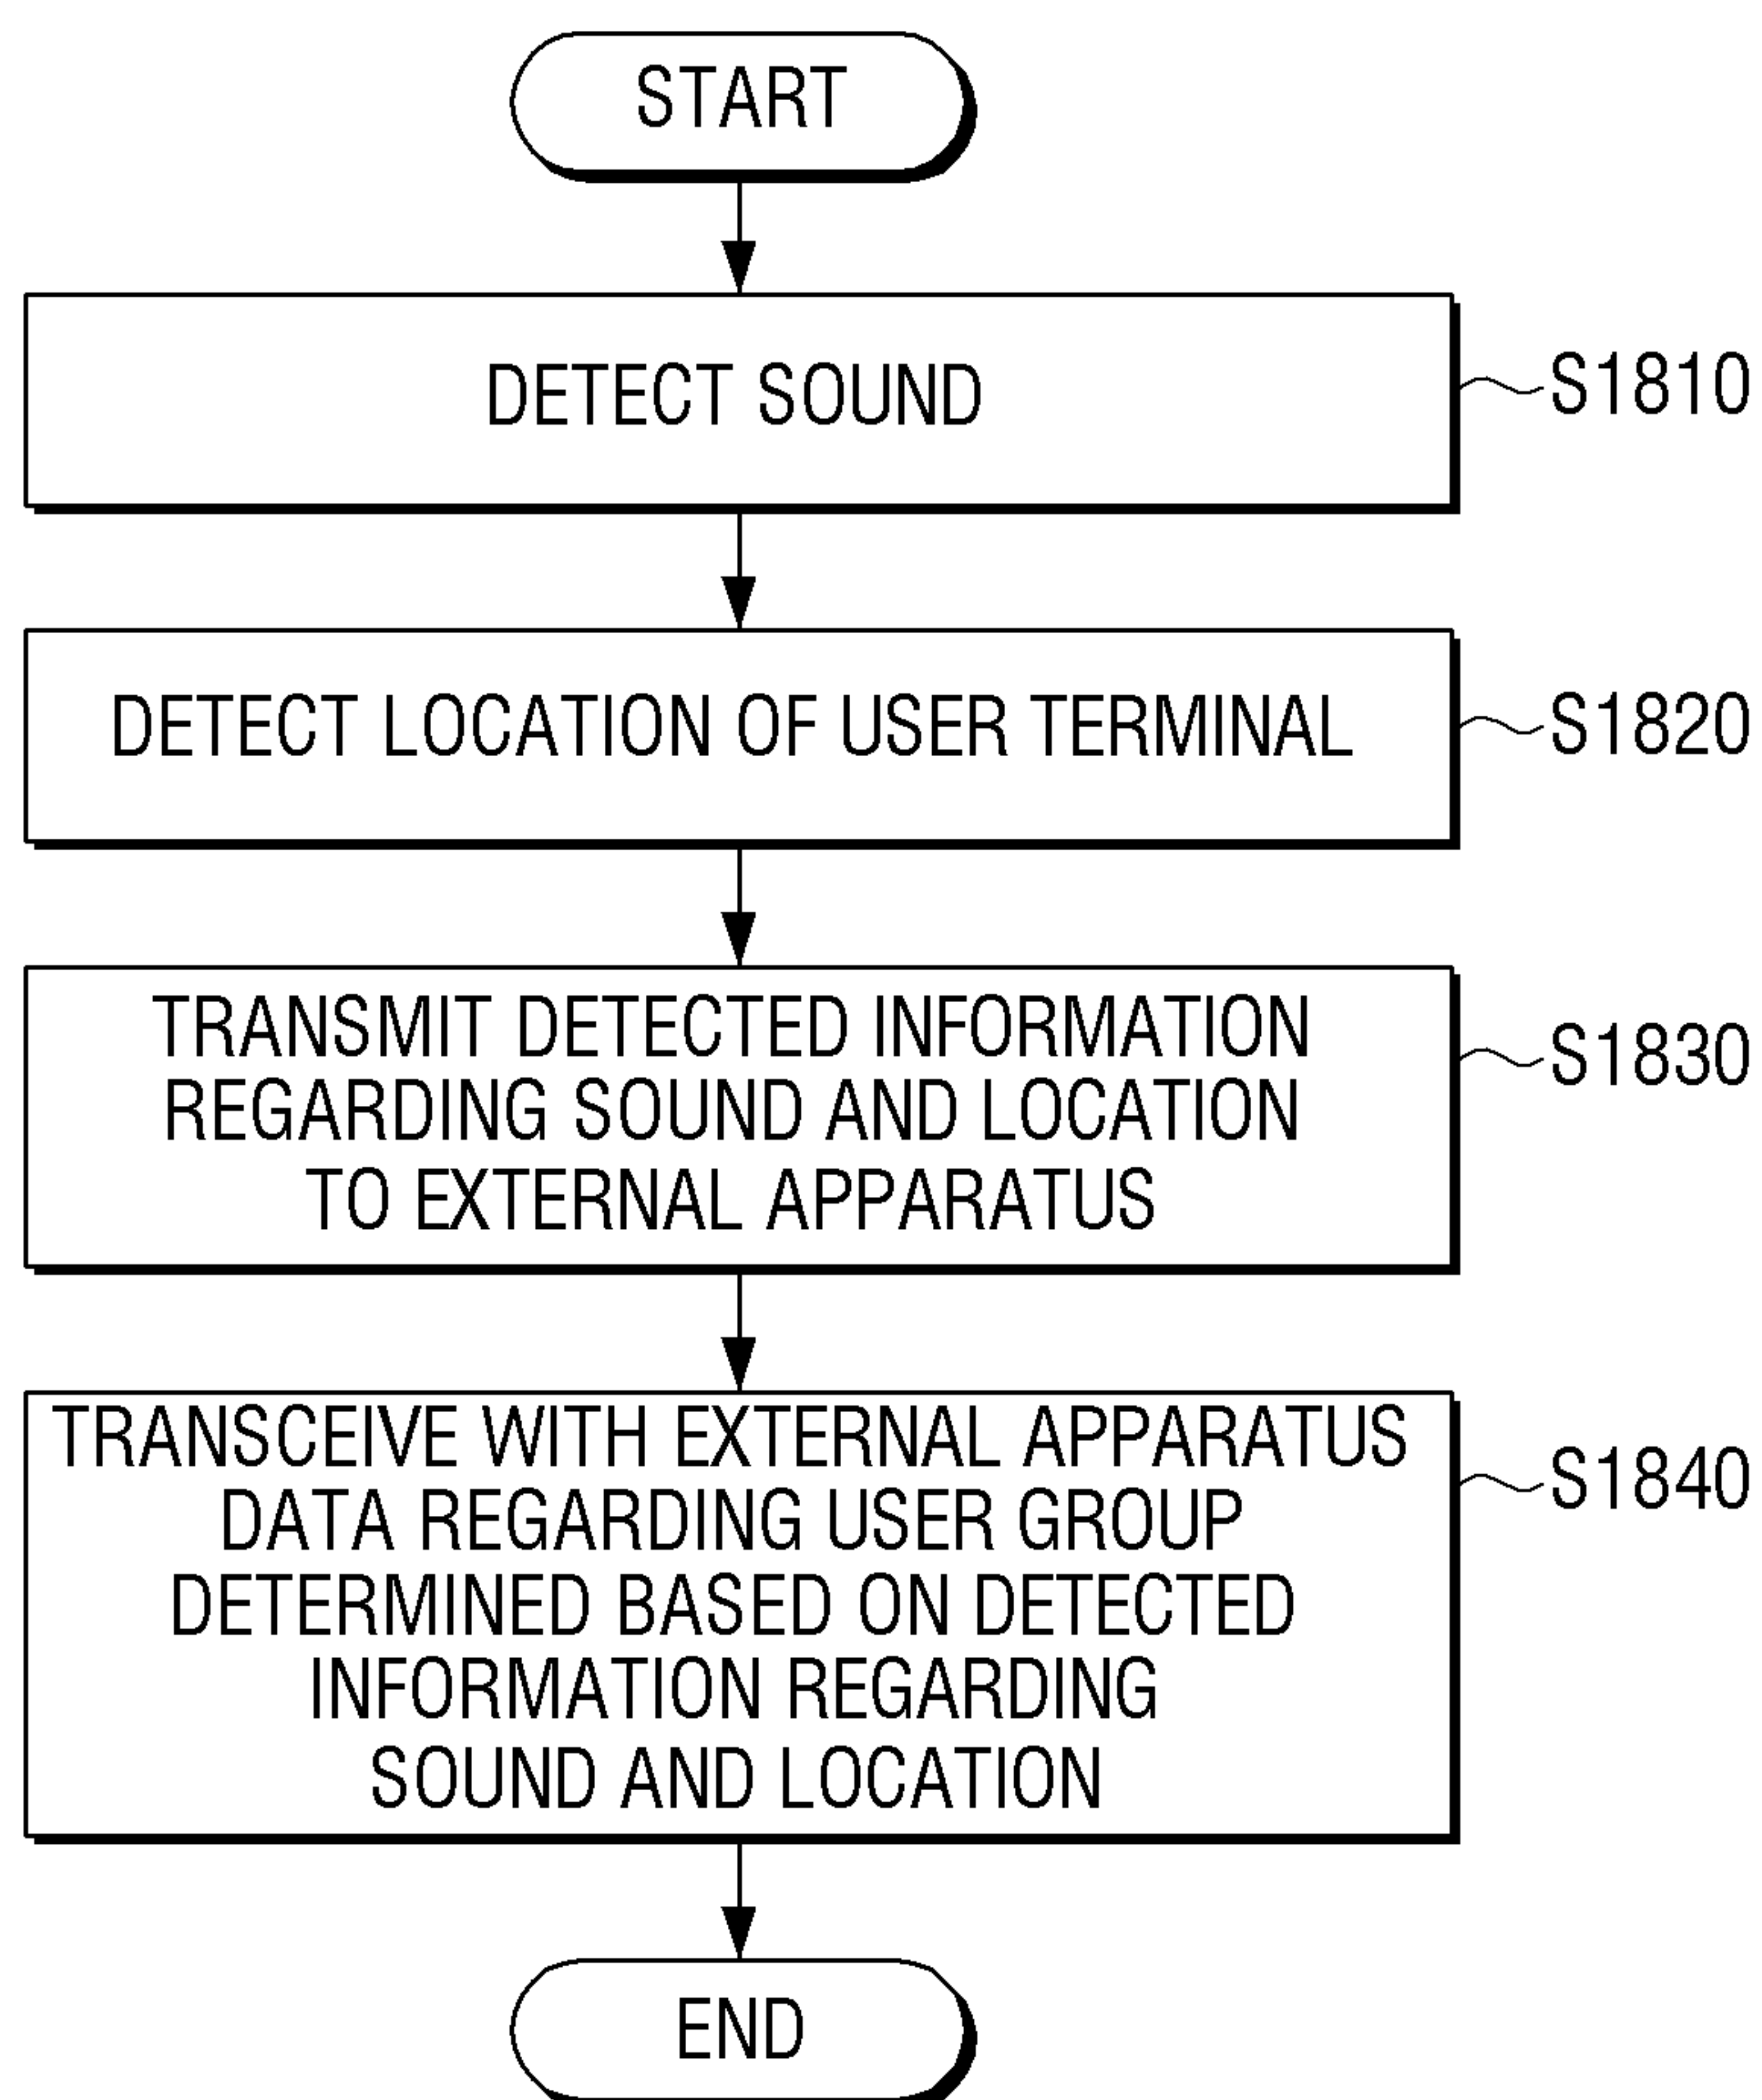 START
DETECT SOUND
S1810
DETECT LOCATION OF USER TERMINAL
S1820
TRANSMIT DETECTED INFORMATION
REGARDING SOUND AND LOCATION
TO EXTERNAL APPARATUS
S1830
TRANSCEIVE WITH EXTERNAL APPARATUS
DATA REGARDING USER GROUP
DETERMINED BASED ON DETECTED
INFORMATION REGARDING
SOUND AND LOCATION
S1840
END